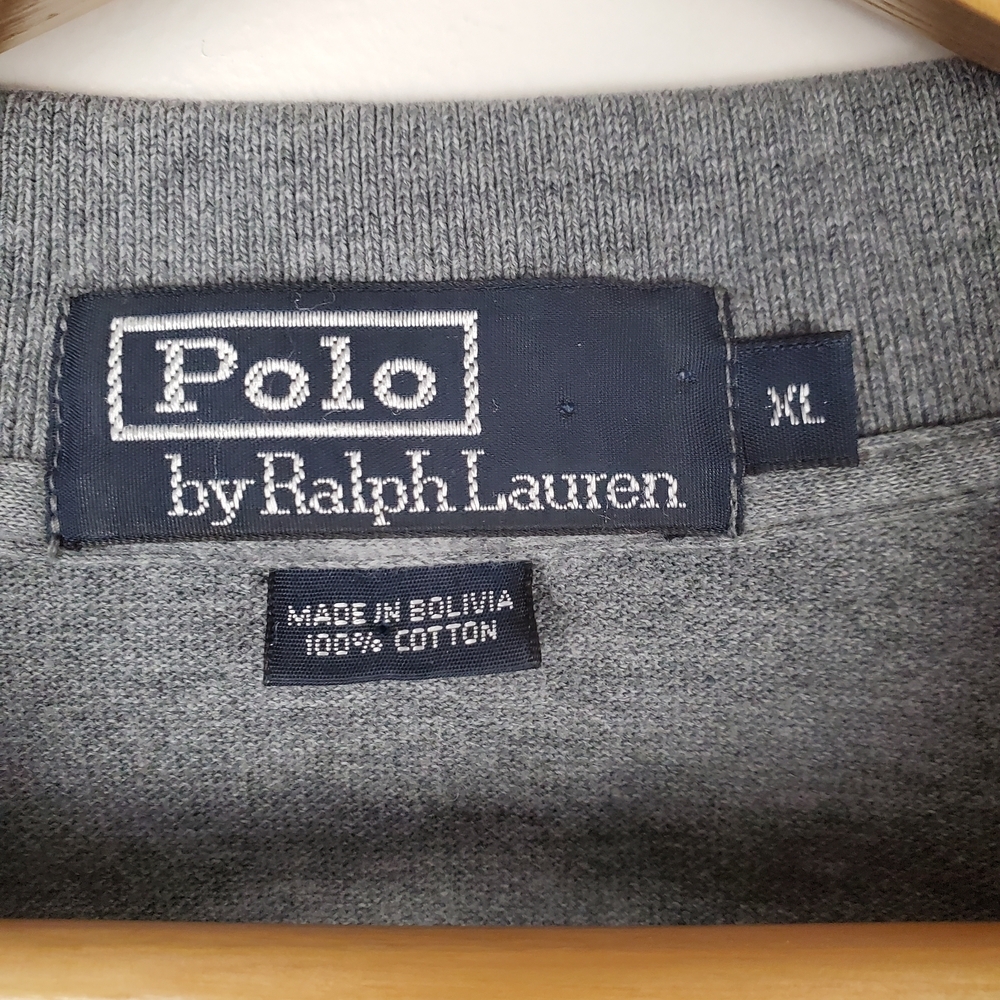 Polo
by Ralph Lauren
XL
MADE IN BOLIVIA
100% COTTON